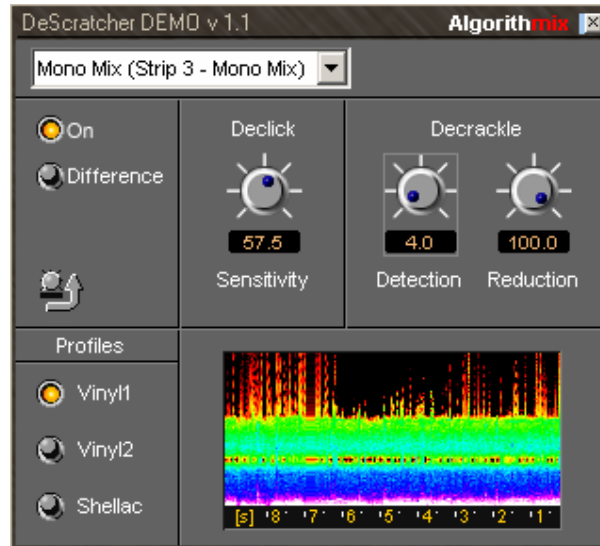 DeScratcher DEMO v 1.1
Algorithmix
Mono Mix (Strip 3 - Mono Mix)
On
Difference
Declick
57.5
Sensitivity
Decrackle
4.0
100.0
Detection
Reduction
Profiles
Vinyl1
Vinyl2
Shellac
[s] '8' '7' '6' '5' '4' '3' '2' '1'